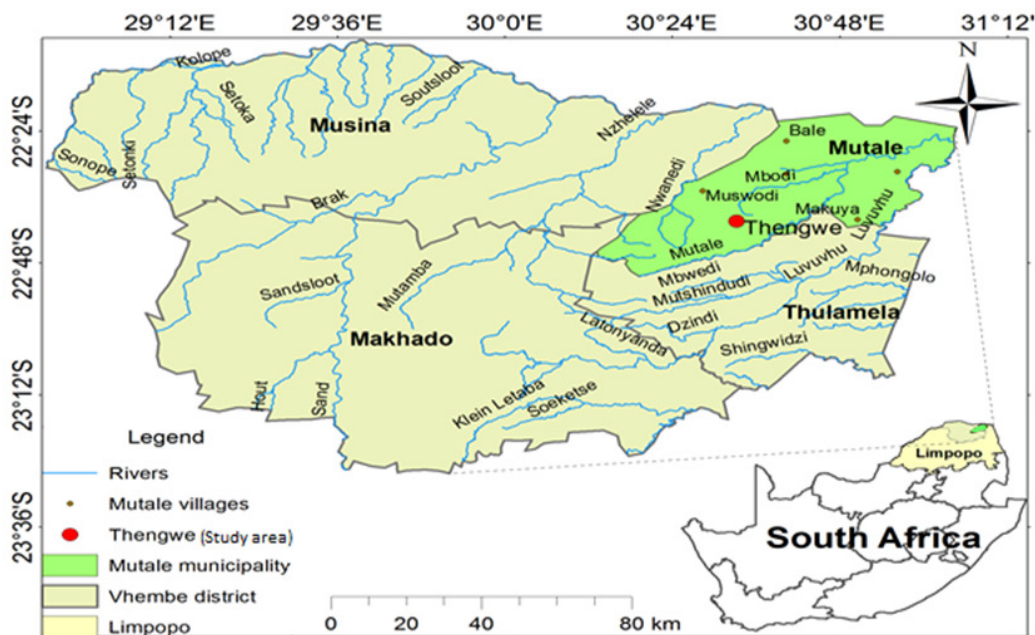 29°12'E 29°36'E 30°00'E 30°24'E 30°48'E 31°12'E
N
22°24'S
22°48'S
23°12'S
23°36'S
Kolope
Setoka
Soutsloot
Musina
Nzhelele
Bale
Mutale
Sonope
Setonki
Nwanedi
Mbodi
Muswodi
Brak
Makuya
Luvuvhu
Thengwe
Mutale
Mbwedi
Luvuvhu
Mphongolo
Sandsloot
Mutamba
Mutshindudi
Dzindi
Thulamela
Makhado
Latonyanda
Shingwidzi
Hout
Sand
Klein Letaba
Soeketse
Legend
Rivers
Mutale villages
Thengwe (Study area)
Mutale municipality
Vhembe district
Limpopo
0 20 40 80 km
Limpopo
South Africa